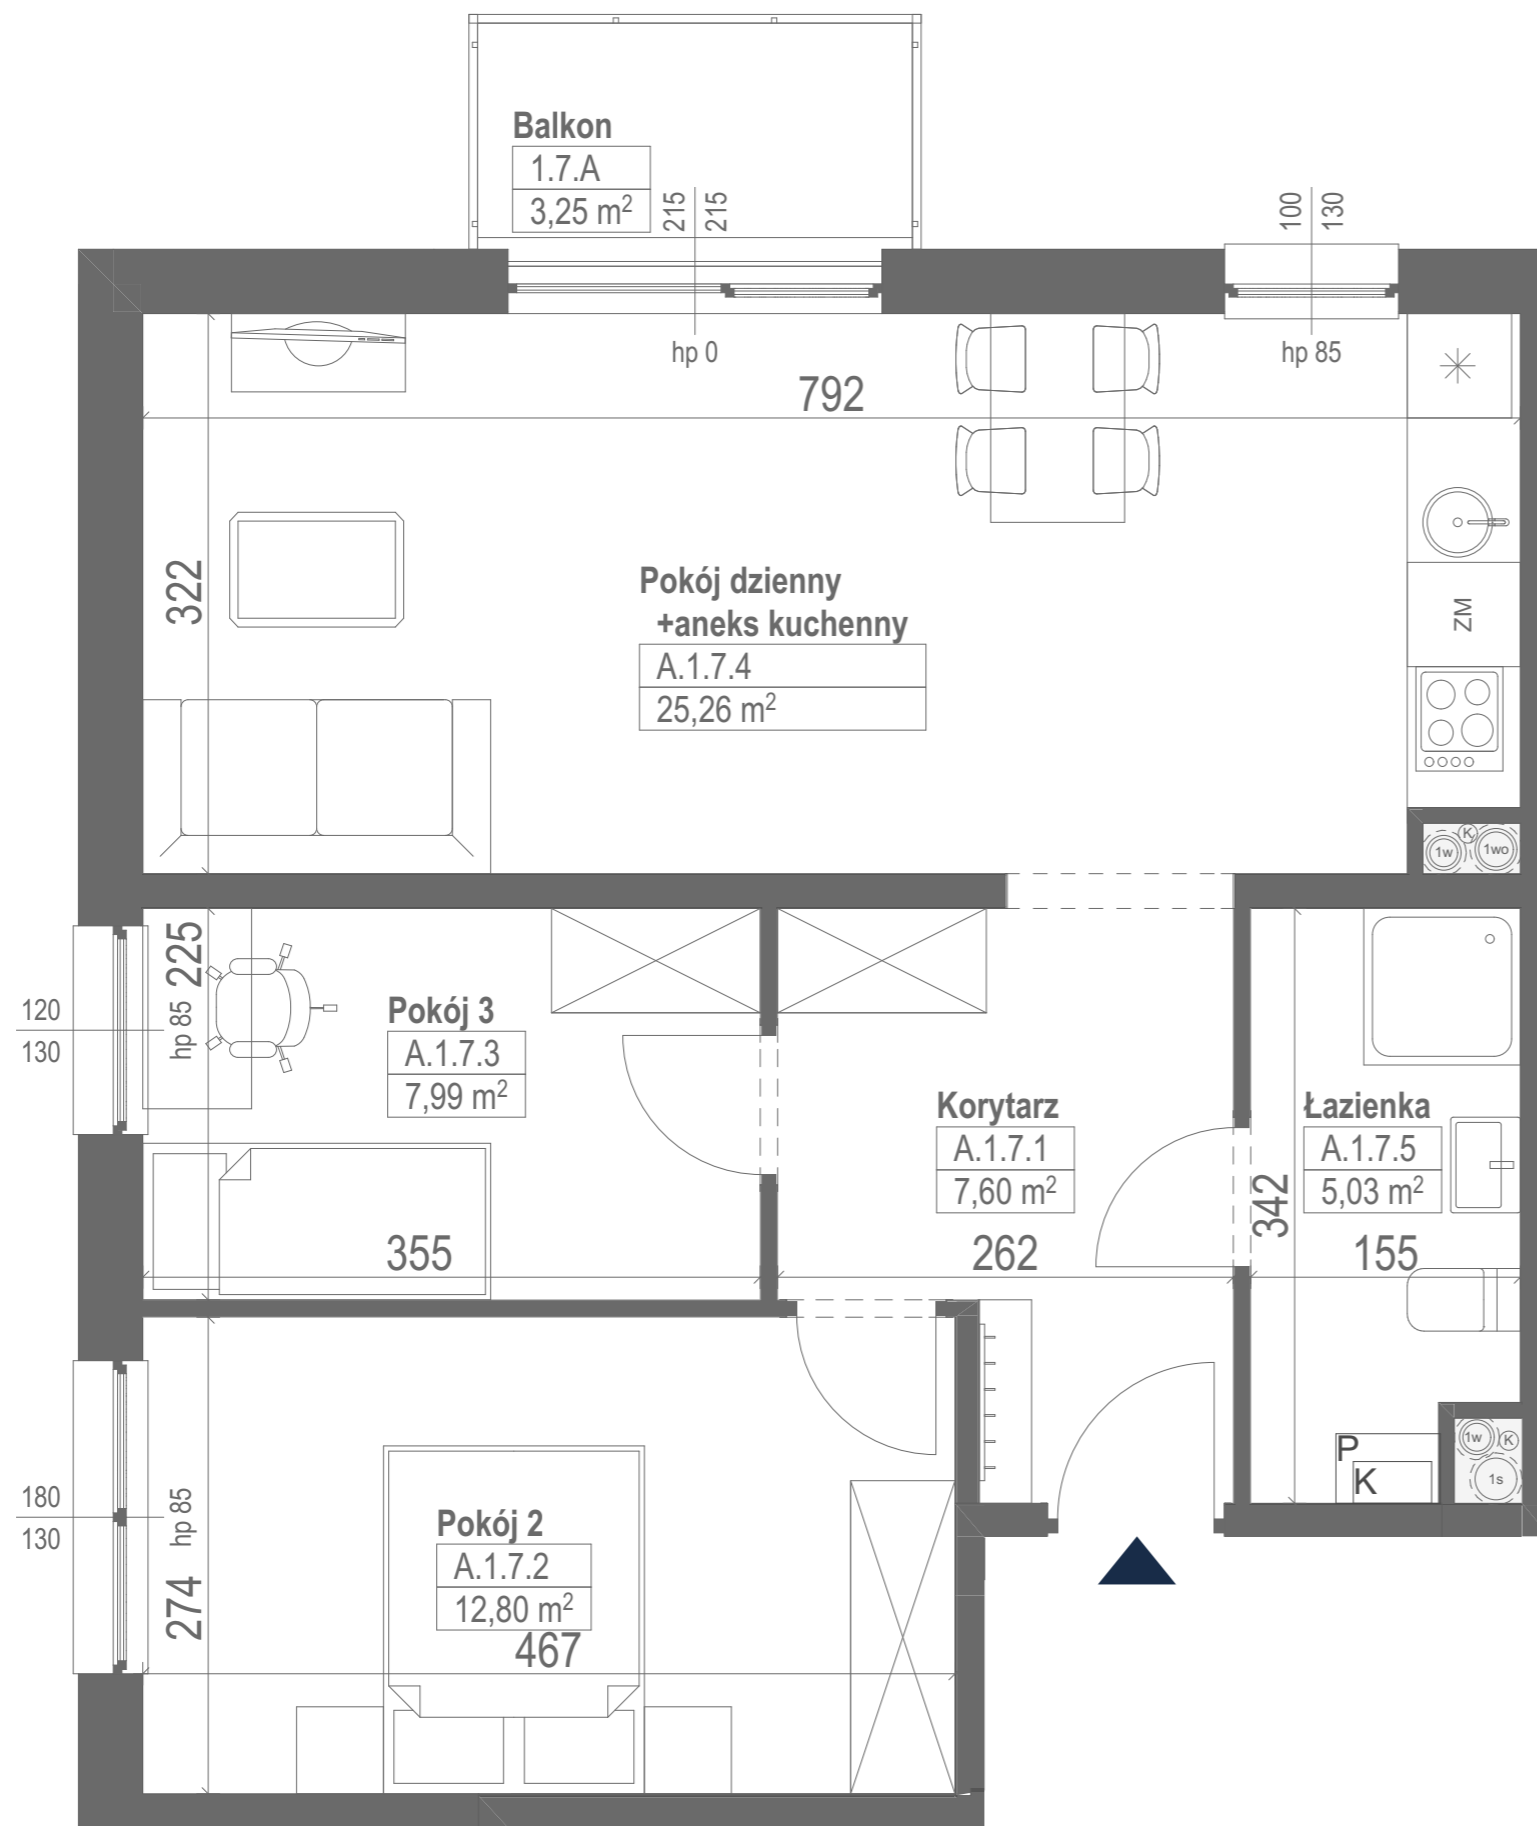 Balkon
1.7.A
3,25 m²
215
215
100
130
hp 0
hp 85
792
322
Pokój dzienny
+aneks kuchenny
A.1.7.4
25,26 m²
ZM
1w
K
1wo
225
120
130
hp 85
Pokój 3
A.1.7.3
7,99 m²
355
Korytarz
A.1.7.1
7,60 m²
262
Łazienka
A.1.7.5
5,03 m²
342
155
P
K
1w
K
1s
180
130
hp 85
274
Pokój 2
A.1.7.2
12,80 m²
467